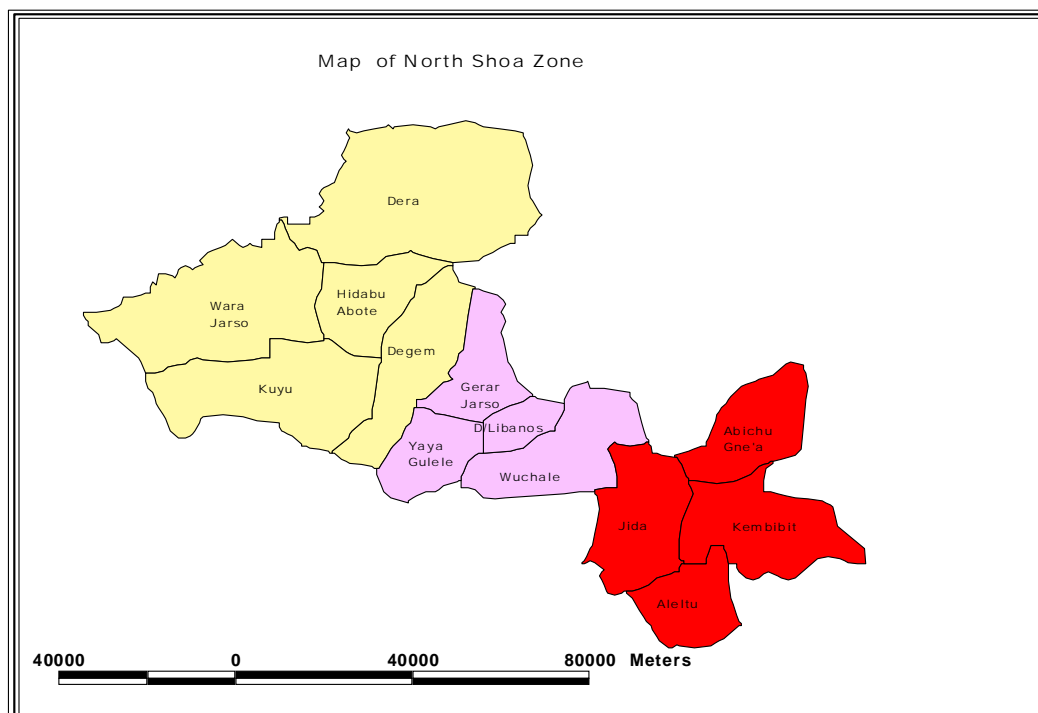 Map of North Shoa Zone
Dera
Wara
Jarso
Hidabu
Abote
Degem
Kuyu
Gerar
Jarso
D/Libanos
Yaya
Gulele
Wuchale
Abichu
Gne'a
Jida
Kembibit
Aleltu
40000 0 40000 80000 Meters